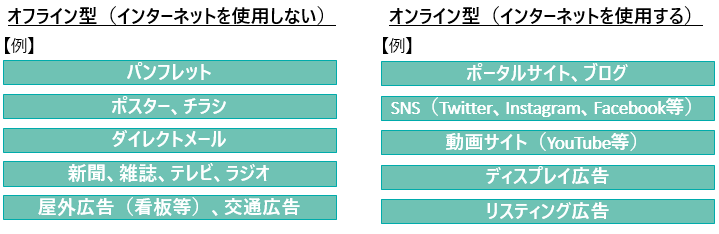 オフライン型（インターネットを使用しない）
【例】
パンフレット
ポスター、チラシ
ダイレクトメール
新聞、雑誌、テレビ、ラジオ
屋外広告（看板等）、交通広告
オンライン型（インターネットを使用する）
【例】
ポータルサイト、ブログ
SNS（Twitter、Instagram、Facebook等）
動画サイト（YouTube等）
ディスプレイ広告
リスティング広告